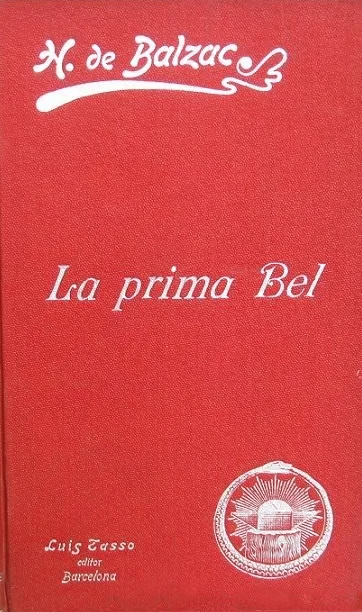 H. de Balzac
La prima Bel
Luis Tasso
editor
Barcelona